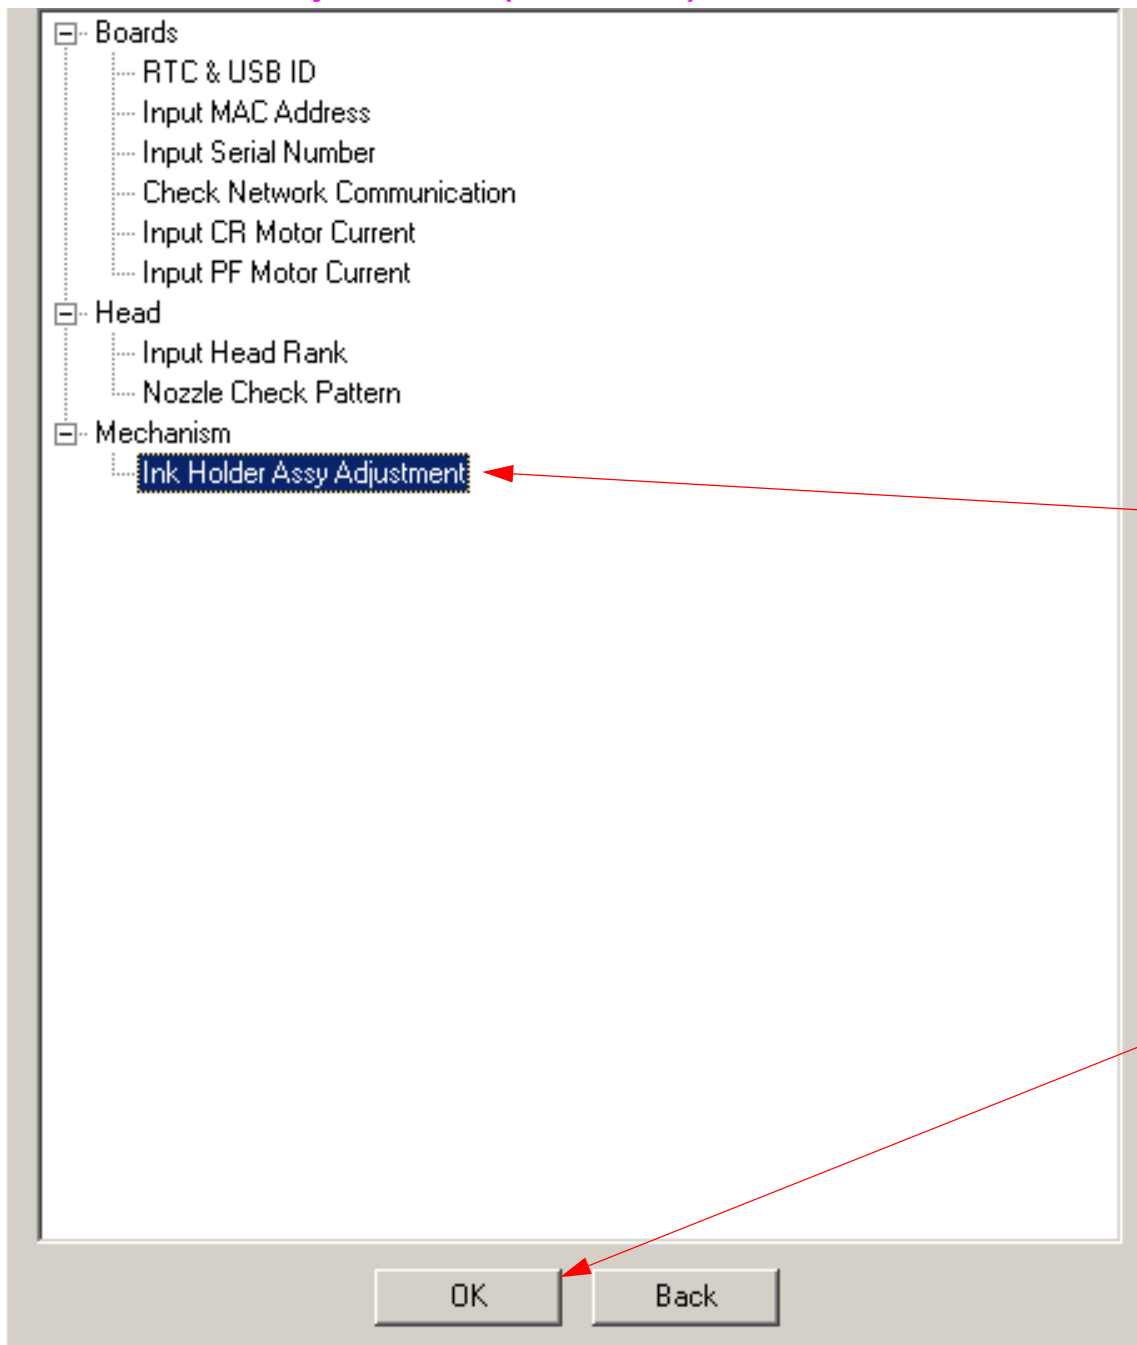 Boards
RTC & USB ID
Input MAC Address
Input Serial Number
Check Network Communication
Input CR Motor Current
Input PF Motor Current
Head
Input Head Rank
Nozzle Check Pattern
Mechanism
Ink Holder Assy Adjustment
OK Back